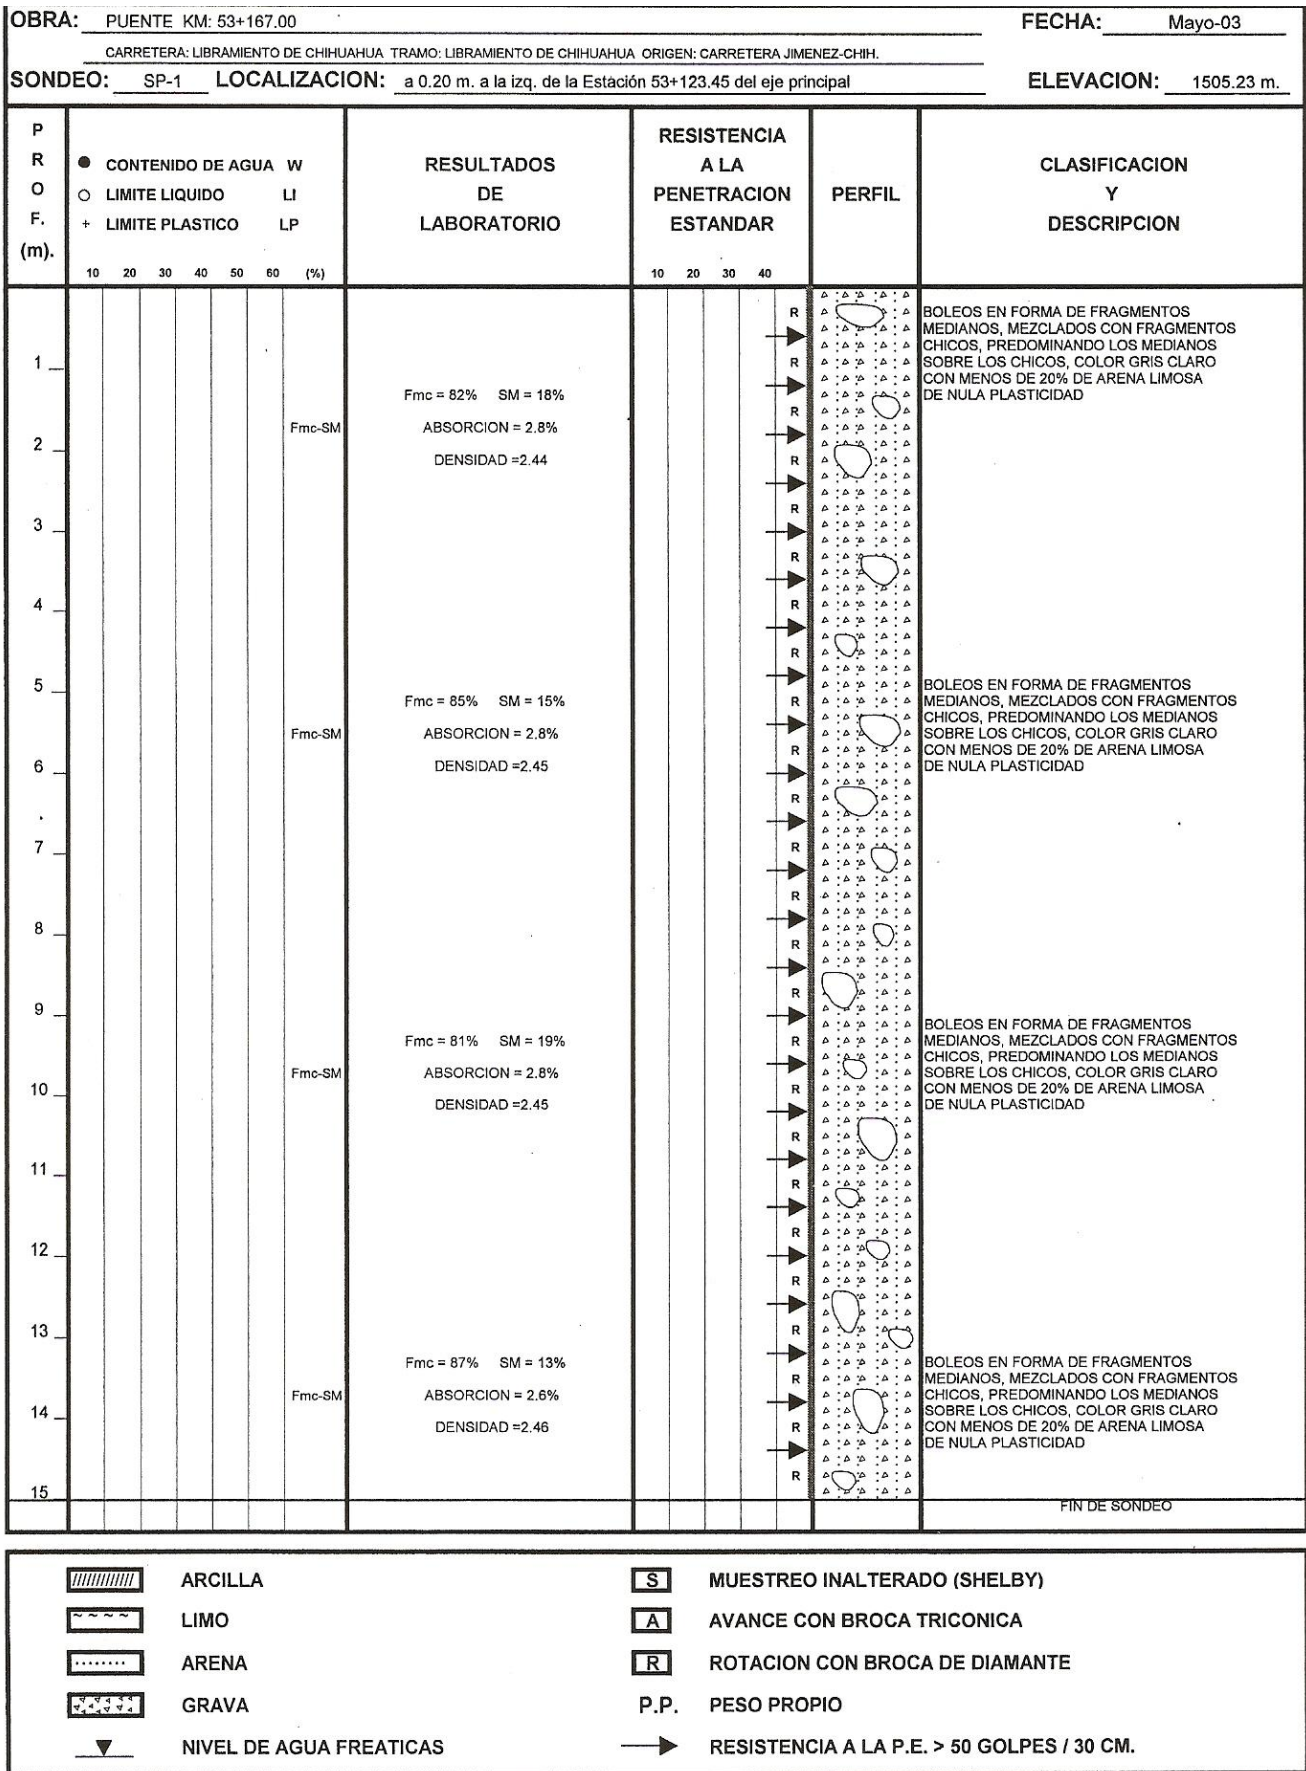 OBRA: PUENTE KM: 53+167.00 FECHA: Mayo-03
CARRETERA: LIBRAMIENTO DE CHIHUAHUA TRAMO: LIBRAMIENTO DE CHIHUAHUA ORIGEN: CARRETERA JIMENEZ-CHIH.
SONDEO: SP-1 LOCALIZACION: a 0.20 m. a la izq. de la Estación 53+123.45 del eje principal ELEVACION: 1505.23 m.
P
R
O
F.
(m).
● CONTENIDO DE AGUA W
○ LIMITE LIQUIDO LI
+ LIMITE PLASTICO LP
10 20 30 40 50 60 (%)
RESULTADOS
DE
LABORATORIO
RESISTENCIA
A LA
PENETRACION
ESTANDAR
10 20 30 40
PERFIL
CLASIFICACION
Y
DESCRIPCION
R
BOLEOS EN FORMA DE FRAGMENTOS
MEDIANOS, MEZCLADOS CON FRAGMENTOS
CHICOS, PREDOMINANDO LOS MEDIANOS
SOBRE LOS CHICOS, COLOR GRIS CLARO
CON MENOS DE 20% DE ARENA LIMOSA
DE NULA PLASTICIDAD
1
R
Fmc = 82% SM = 18%
R
Fmc-SM
ABSORCION = 2.8%
2
DENSIDAD =2.44
R
R
3
R
4
R
R
5
Fmc = 85% SM = 15%
R
Fmc-SM
ABSORCION = 2.8%
BOLEOS EN FORMA DE FRAGMENTOS
MEDIANOS, MEZCLADOS CON FRAGMENTOS
CHICOS, PREDOMINANDO LOS MEDIANOS
SOBRE LOS CHICOS, COLOR GRIS CLARO
CON MENOS DE 20% DE ARENA LIMOSA
DE NULA PLASTICIDAD
R
6
DENSIDAD =2.45
R
7
R
R
8
R
R
9
Fmc = 81% SM = 19%
R
Fmc-SM
ABSORCION = 2.8%
BOLEOS EN FORMA DE FRAGMENTOS
MEDIANOS, MEZCLADOS CON FRAGMENTOS
CHICOS, PREDOMINANDO LOS MEDIANOS
SOBRE LOS CHICOS, COLOR GRIS CLARO
CON MENOS DE 20% DE ARENA LIMOSA
DE NULA PLASTICIDAD
10
R
DENSIDAD =2.45
R
11
R
12
R
R
13
R
Fmc = 87% SM = 13%
R
Fmc-SM
ABSORCION = 2.6%
BOLEOS EN FORMA DE FRAGMENTOS
MEDIANOS, MEZCLADOS CON FRAGMENTOS
CHICOS, PREDOMINANDO LOS MEDIANOS
SOBRE LOS CHICOS, COLOR GRIS CLARO
CON MENOS DE 20% DE ARENA LIMOSA
DE NULA PLASTICIDAD
14
R
DENSIDAD =2.46
R
15
FIN DE SONDEO
ARCILLA
LIMO
ARENA
GRAVA
NIVEL DE AGUA FREATICAS
S MUESTREO INALTERADO (SHELBY)
A AVANCE CON BROCA TRICONICA
R ROTACION CON BROCA DE DIAMANTE
P.P. PESO PROPIO
RESISTENCIA A LA P.E. > 50 GOLPES / 30 CM.